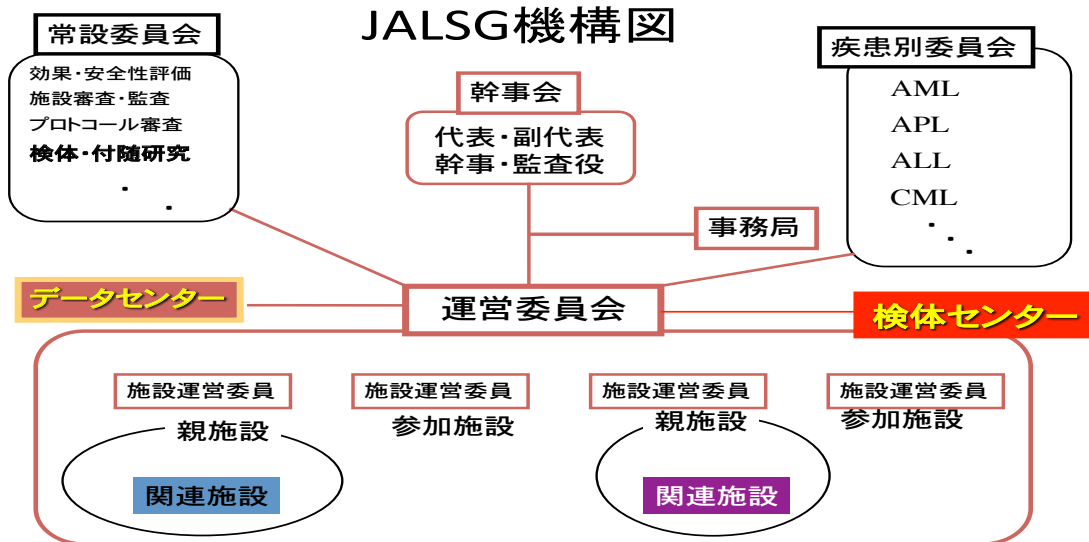 JALSG機構図
常設委員会
効果・安全性評価
施設審査・監査
プロトコール審査
検体・付随研究
・
・
幹事会
代表・副代表
幹事・監査役
事務局
疾患別委員会
AML
APL
ALL
CML
・
・
・
データセンター
運営委員会
検体センター
施設運営委員
親施設
関連施設
施設運営委員
参加施設
施設運営委員
親施設
関連施設
施設運営委員
参加施設